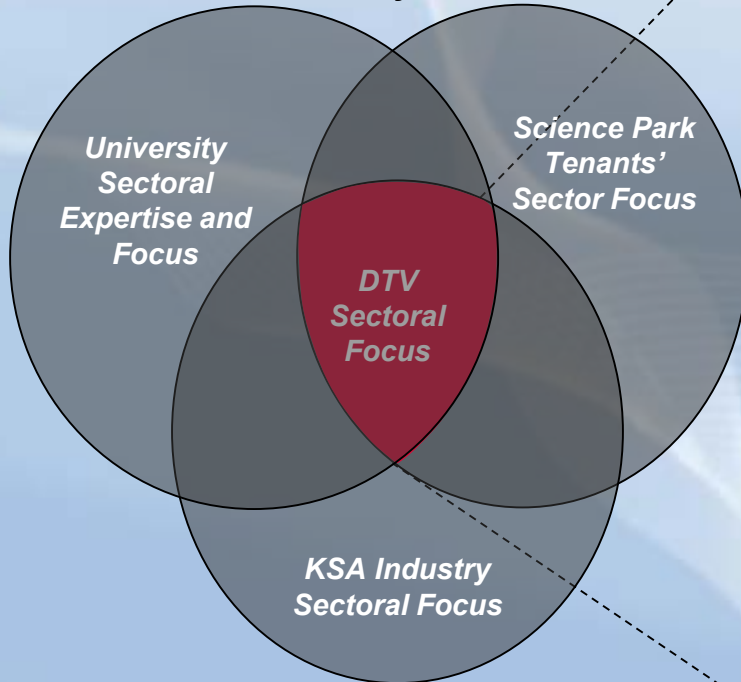 University
Sectoral
Expertise and
Focus
Science Park
Tenants’
Sector Focus
DTV
Sectoral
Focus
KSA Industry
Sectoral Focus